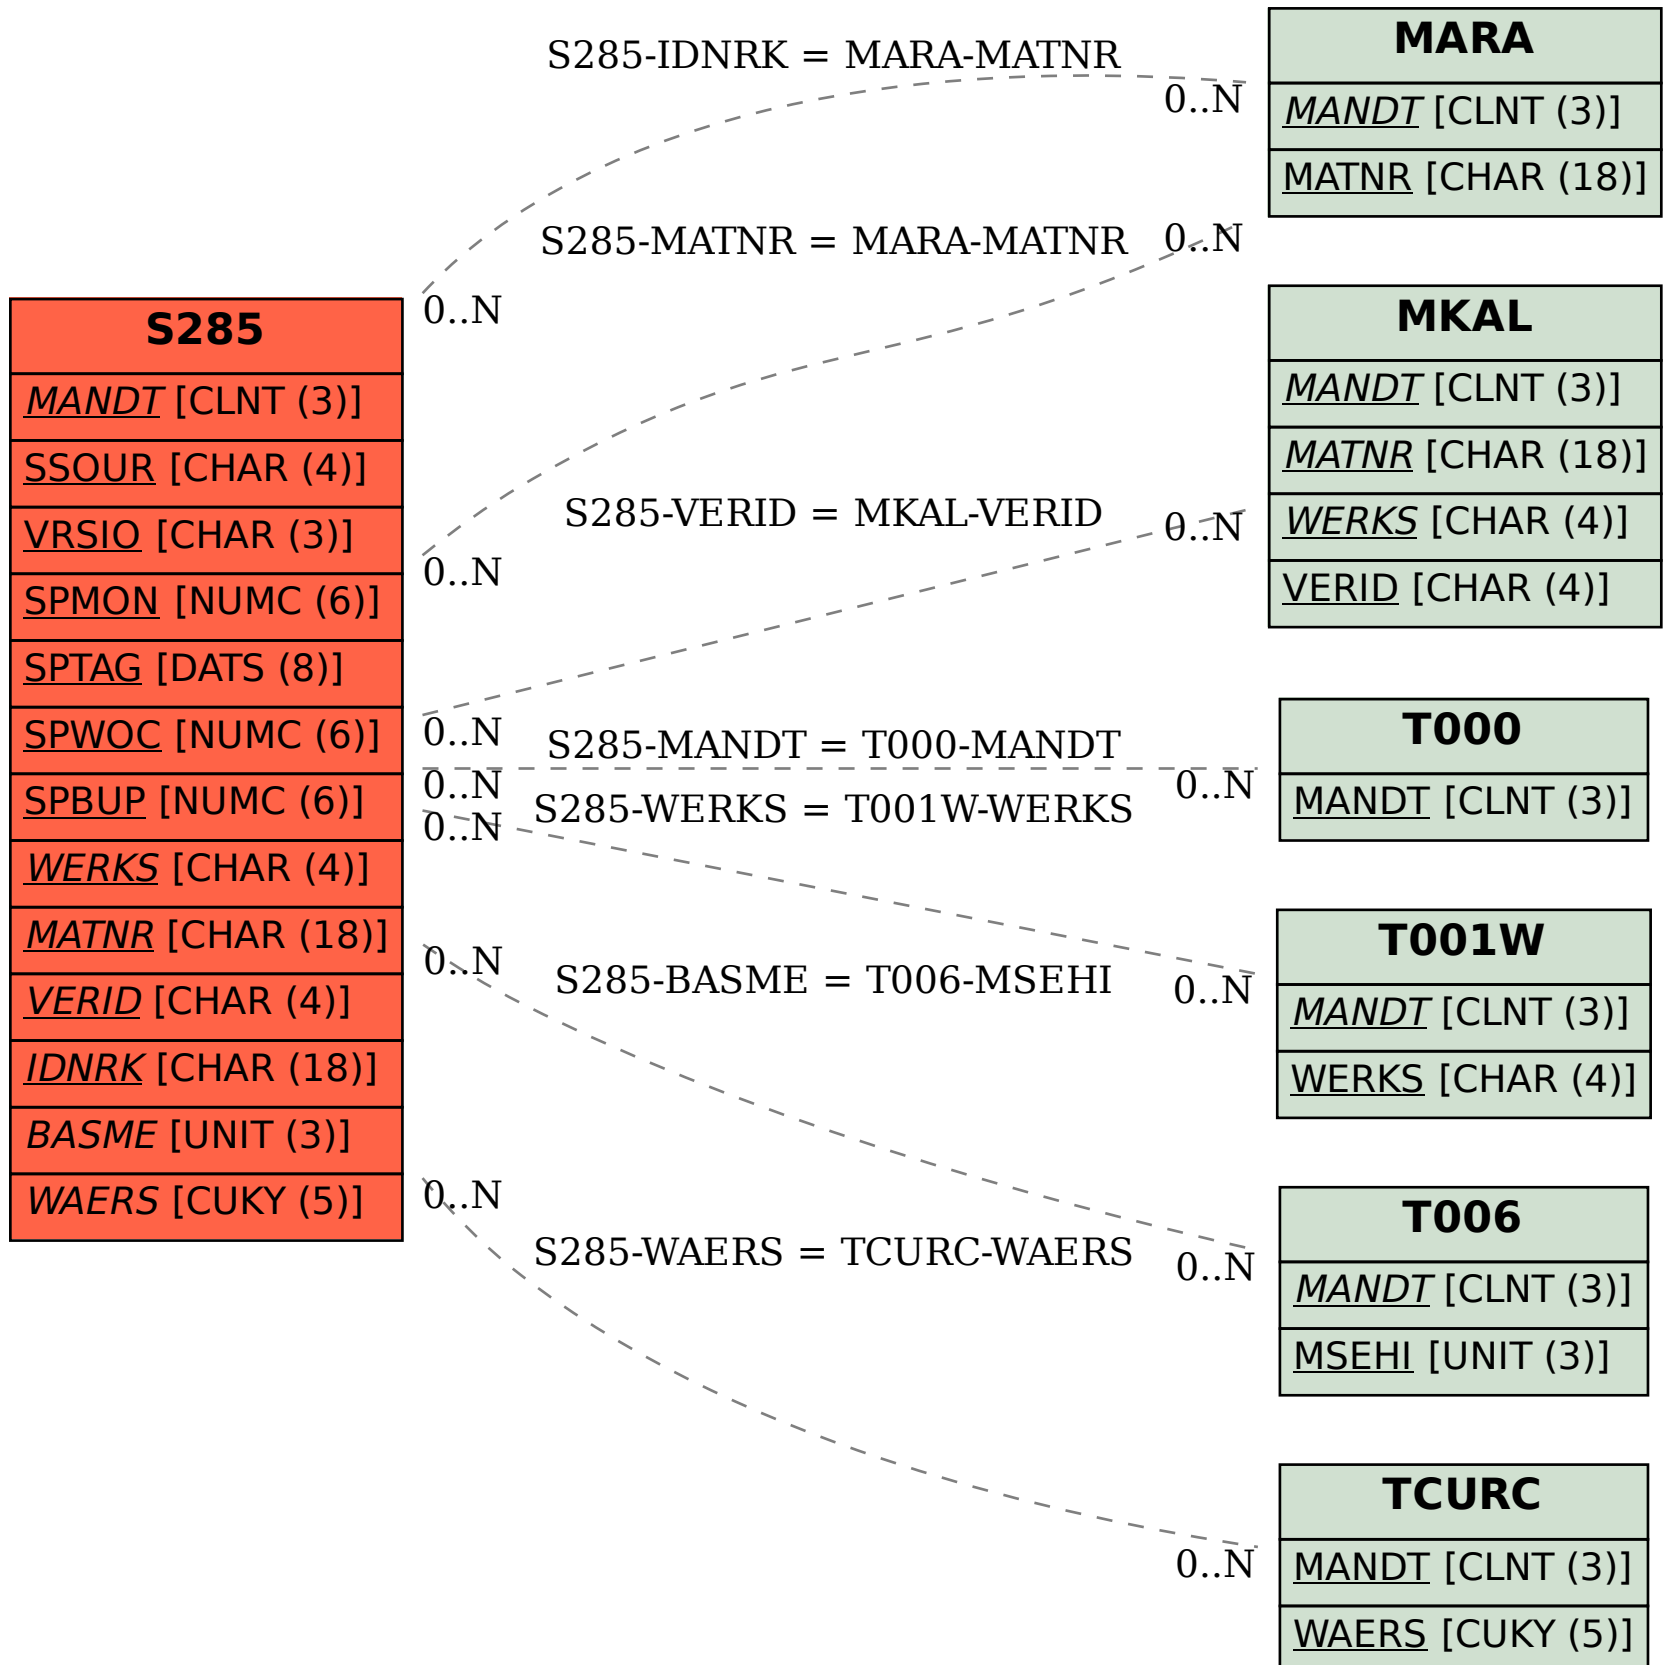 S285
MANDT [CLNT (3)]
SSOUR [CHAR (4)]
VRSIO [CHAR (3)]
SPMON [NUMC (6)]
SPTAG [DATS (8)]
SPWOC [NUMC (6)]
SPBUP [NUMC (6)]
WERKS [CHAR (4)]
MATNR [CHAR (18)]
VERID [CHAR (4)]
IDNRK [CHAR (18)]
BASME [UNIT (3)]
WAERS [CUKY (5)]
S285-IDNRK = MARA-MATNR
0..N
0..N
S285-MATNR = MARA-MATNR
0..N
0..N
S285-VERID = MKAL-VERID
0..N
0..N
S285-MANDT = T000-MANDT
0..N
0..N
S285-WERKS = T001W-WERKS
0..N
0..N
S285-BASME = T006-MSEHI
0..N
0..N
S285-WAERS = TCURC-WAERS
0..N
0..N
MARA
MANDT [CLNT (3)]
MATNR [CHAR (18)]
MKAL
MANDT [CLNT (3)]
MATNR [CHAR (18)]
WERKS [CHAR (4)]
VERID [CHAR (4)]
T000
MANDT [CLNT (3)]
T001W
MANDT [CLNT (3)]
WERKS [CHAR (4)]
T006
MANDT [CLNT (3)]
MSEHI [UNIT (3)]
TCURC
MANDT [CLNT (3)]
WAERS [CUKY (5)]